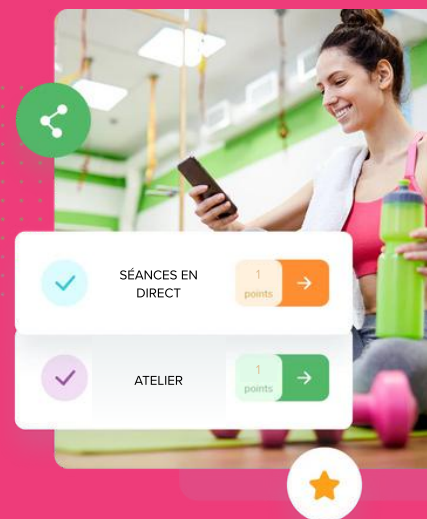 SÉANCES EN
DIRECT
1
points
ATELIER
1
points